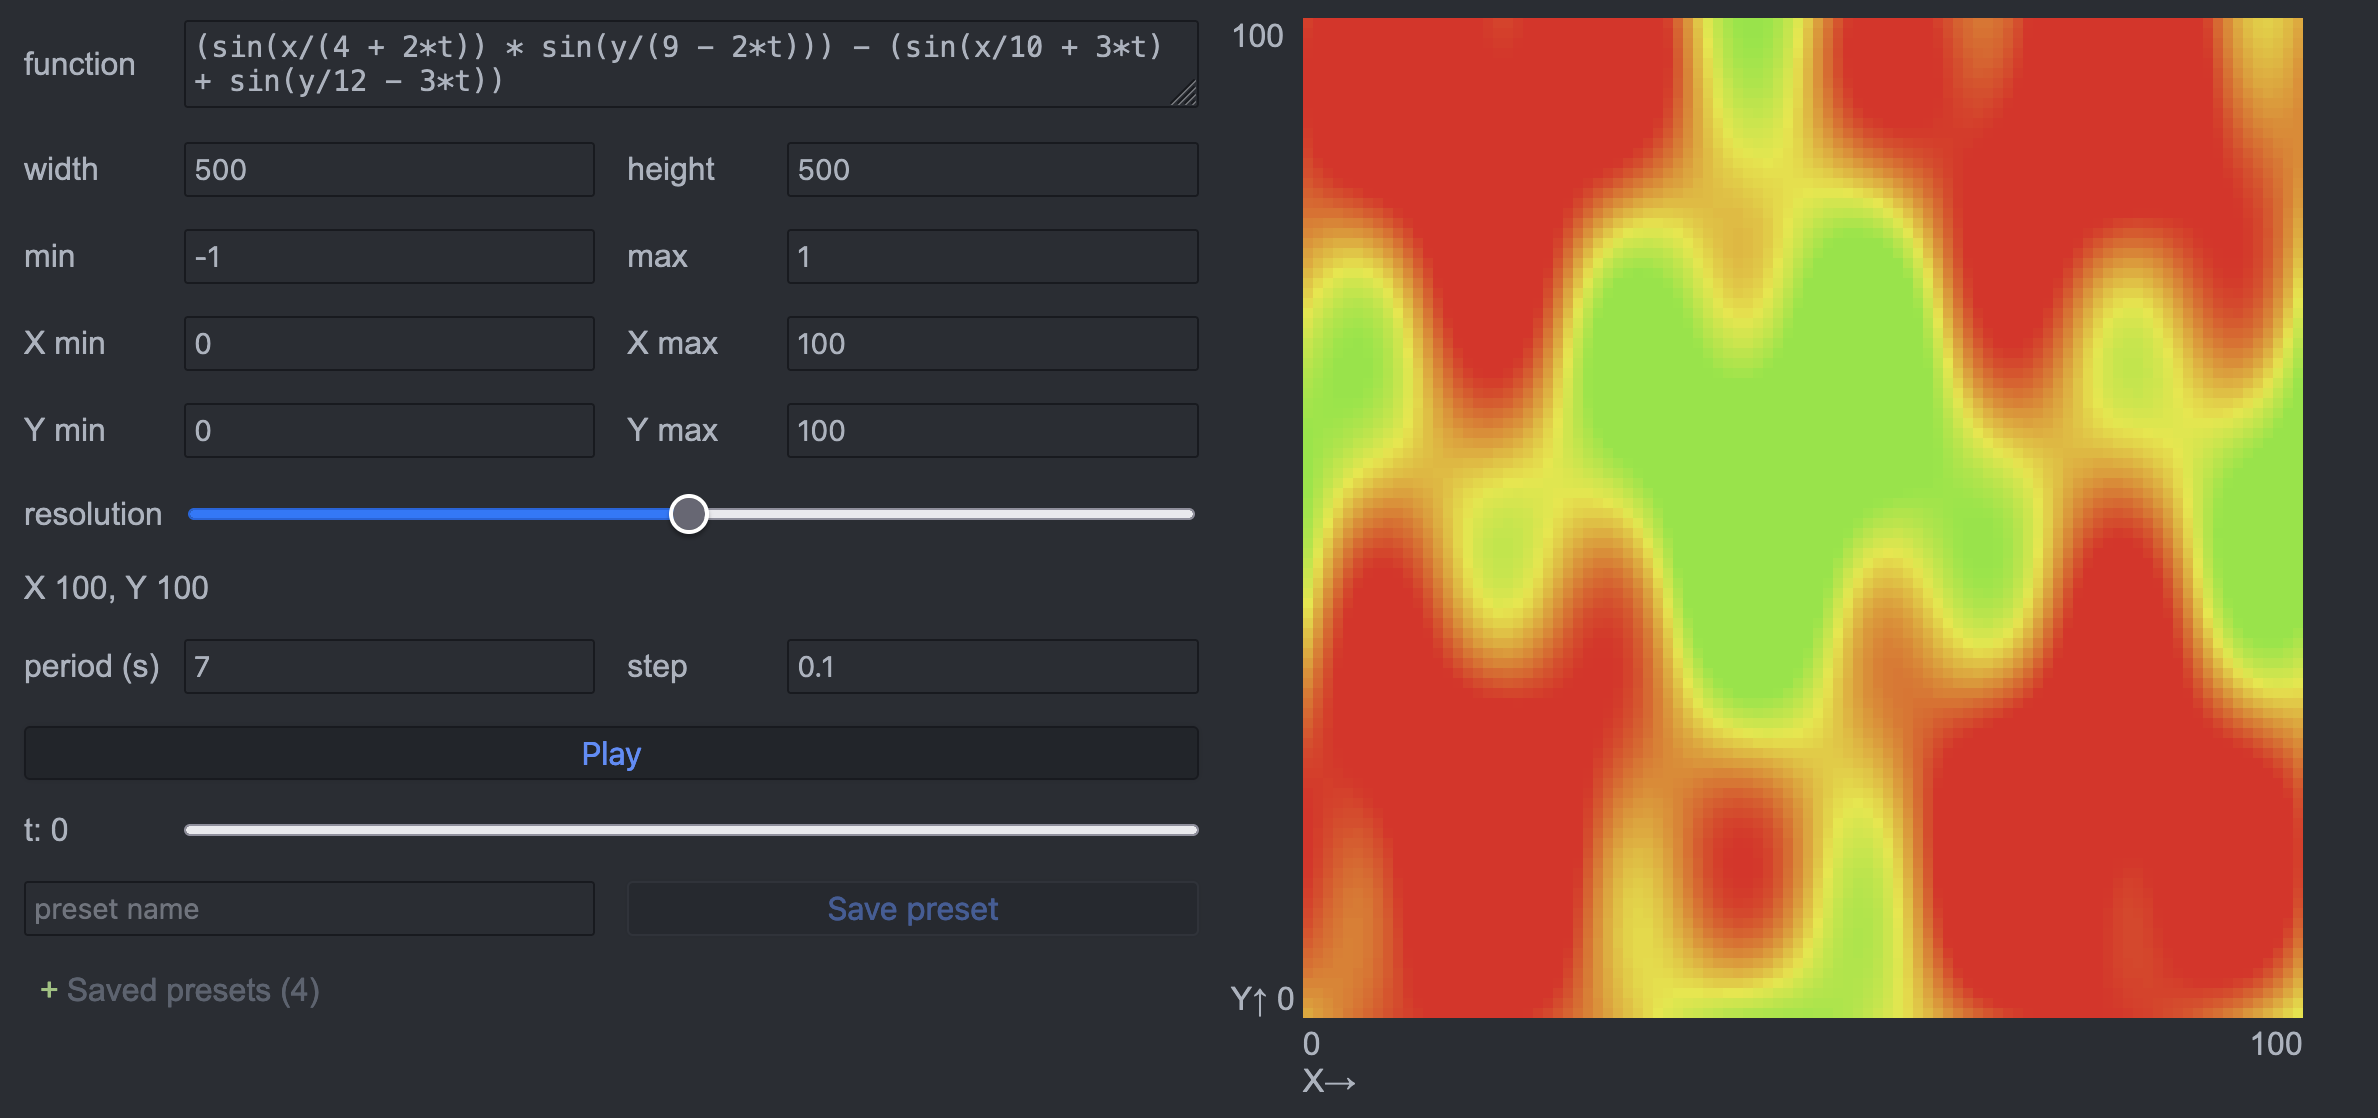 function
(sin(x/(4 + 2*t)) * sin(y/(9 - 2*t))) - (sin(x/10 + 3*t)
+ sin(y/12 - 3*t))
width 500 height 500
min -1 max 1
X min 0 X max 100
Y min 0 Y max 100
resolution
X 100, Y 100
period (s) 7 step 0.1
Play
t: 0
preset name Save preset
+ Saved presets (4)
100
Y↑ 0
0 100
X→